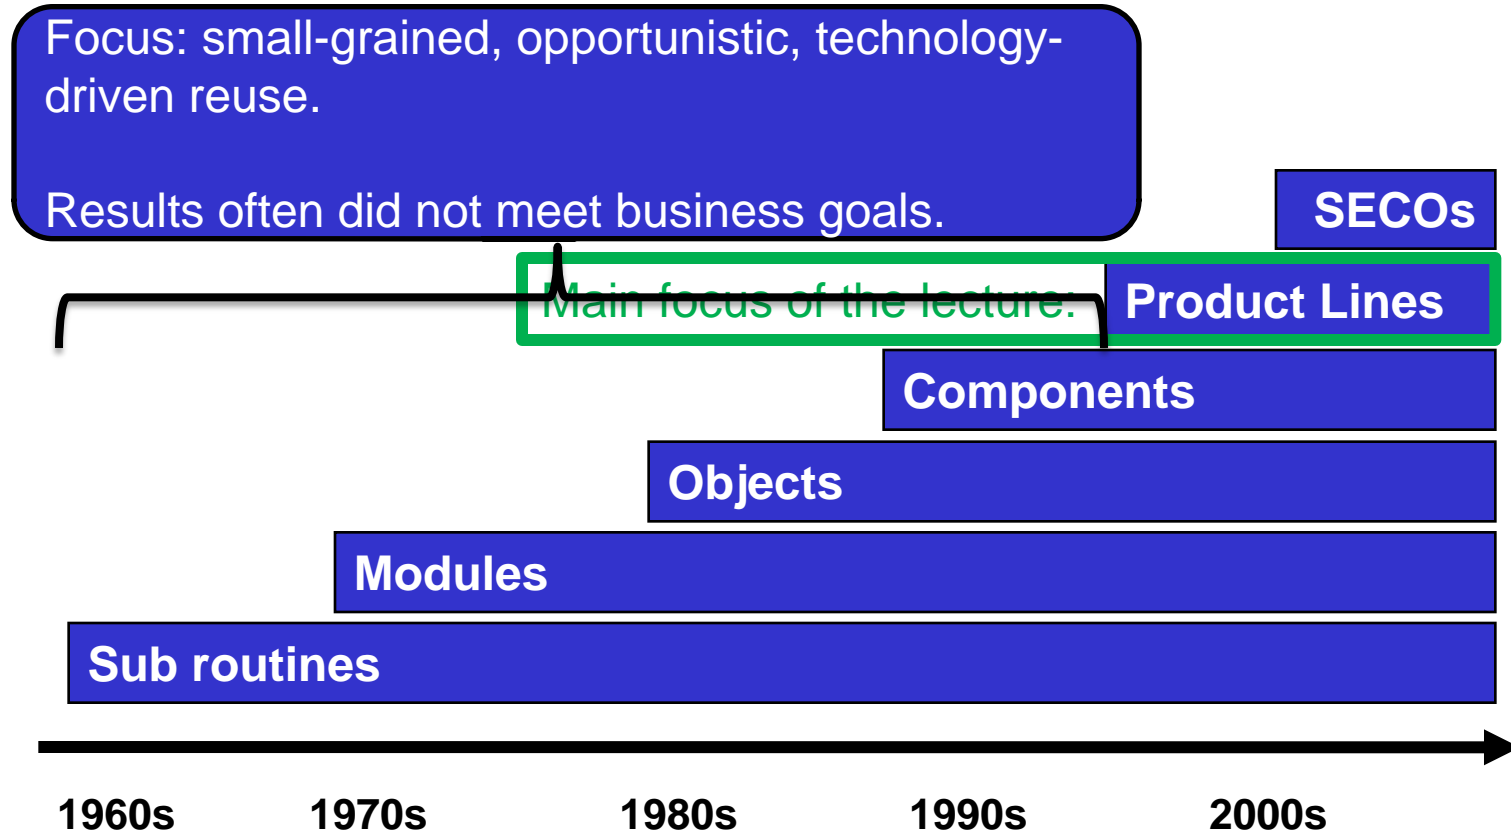 Focus: small-grained, opportunistic, technology-
driven reuse.
Results often did not meet business goals.
SECOs
Main focus of the lecture:
Product Lines
Components
Objects
Modules
Sub routines
1960s 1970s 1980s 1990s 2000s